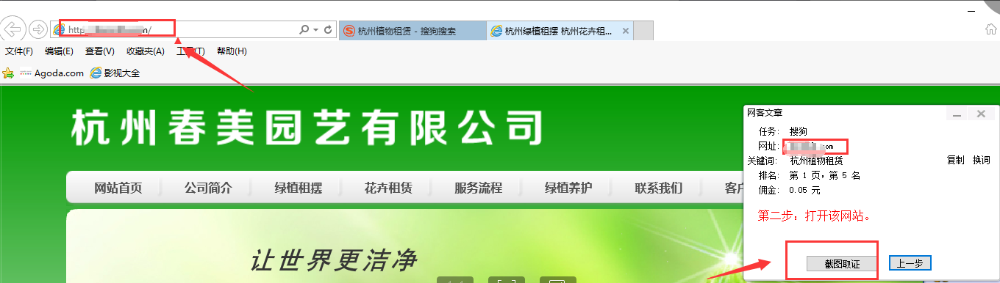 http
m/
杭州植物租赁 - 搜狗搜索
杭州绿植租摆 杭州花卉租...
文件(F) 编辑(E) 查看(V) 收藏夹(A) 工具(T) 帮助(H)
Agoda.com 影视大全
杭州春美园艺有限公司
网站首页 公司简介 绿植租摆 花卉租赁 服务流程 绿植养护 联系我们 客户
让世界更洁净
网客文章
任务: 搜狗
网址: com
关键词: 杭州植物租赁 复制 换词
排名: 第 1 页，第 5 名
佣金: 0.05 元
第二步：打开该网站。
截图取证 上一步